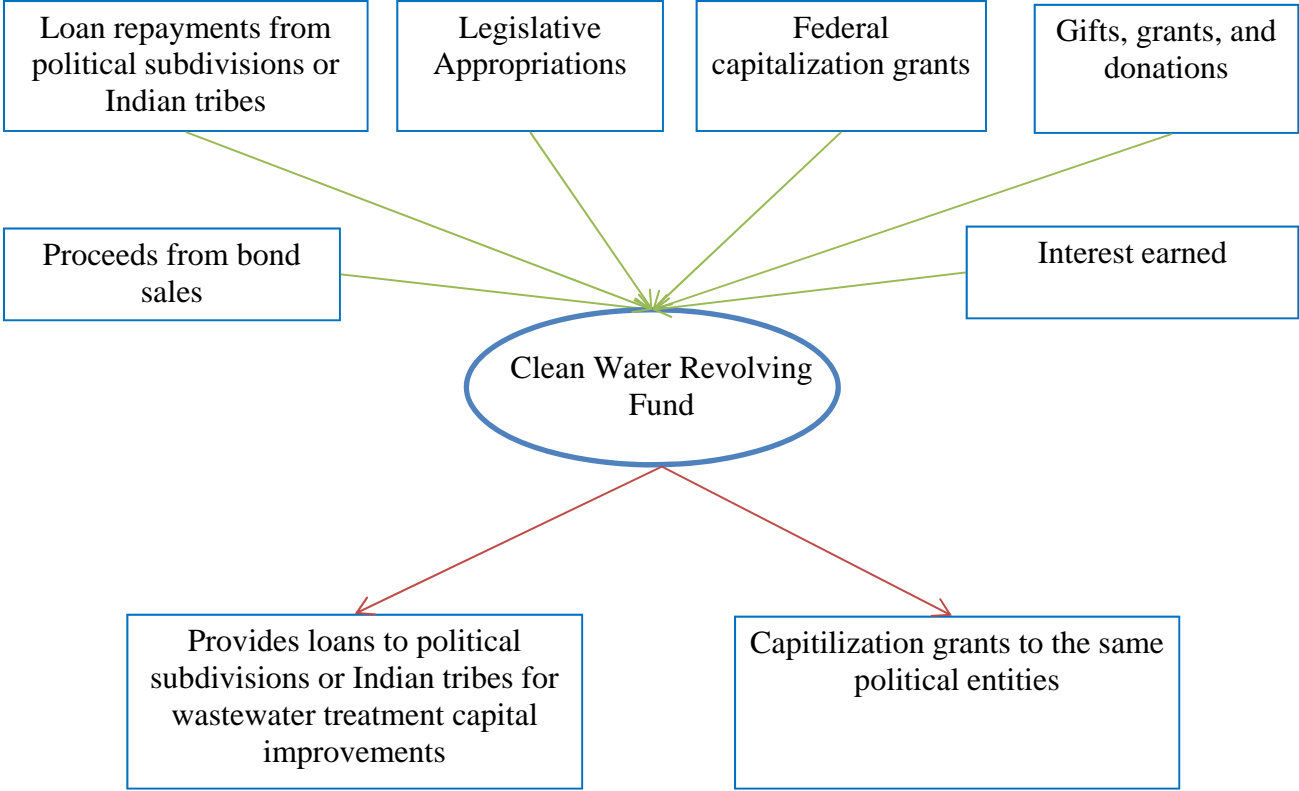 Loan repayments from
political subdivisions or
Indian tribes
Legislative
Appropriations
Federal
capitalization grants
Gifts, grants, and
donations
Proceeds from bond
sales
Interest earned
Clean Water Revolving
Fund
Provides loans to political
subdivisions or Indian tribes for
wastewater treatment capital
improvements
Capitilization grants to the same
political entities